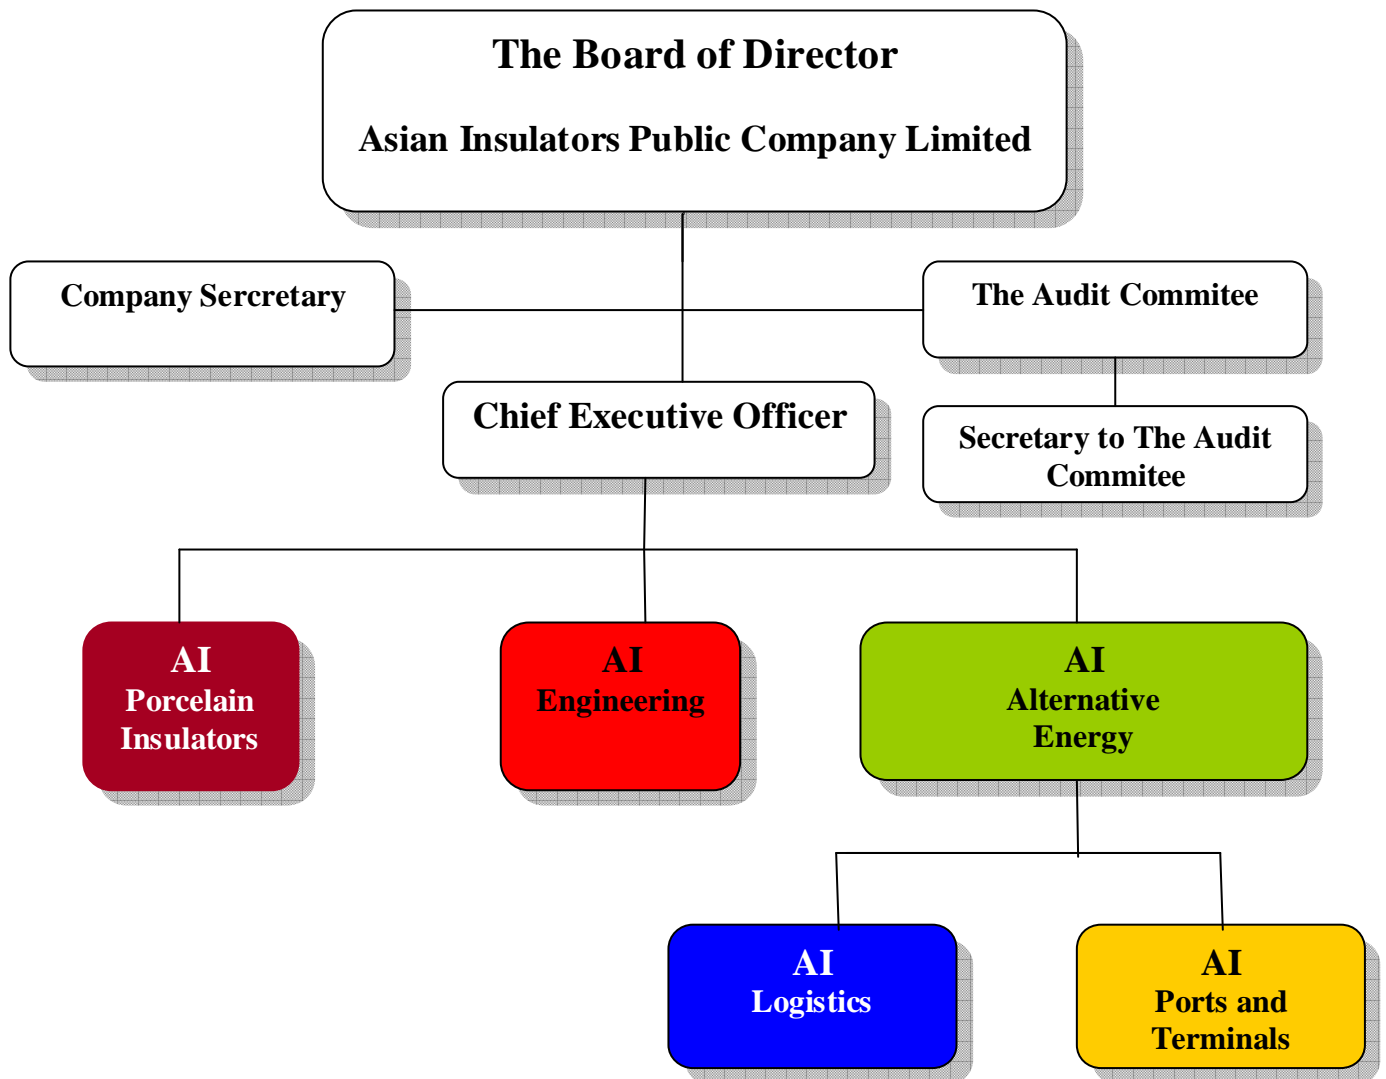 The Board of Director
Asian Insulators Public Company Limited
Company Sercretary
The Audit Commitee
Chief Executive Officer
Secretary to The Audit
Commitee
AI
Porcelain
Insulators
AI
Engineering
AI
Alternative
Energy
AI
Logistics
AI
Ports and
Terminals